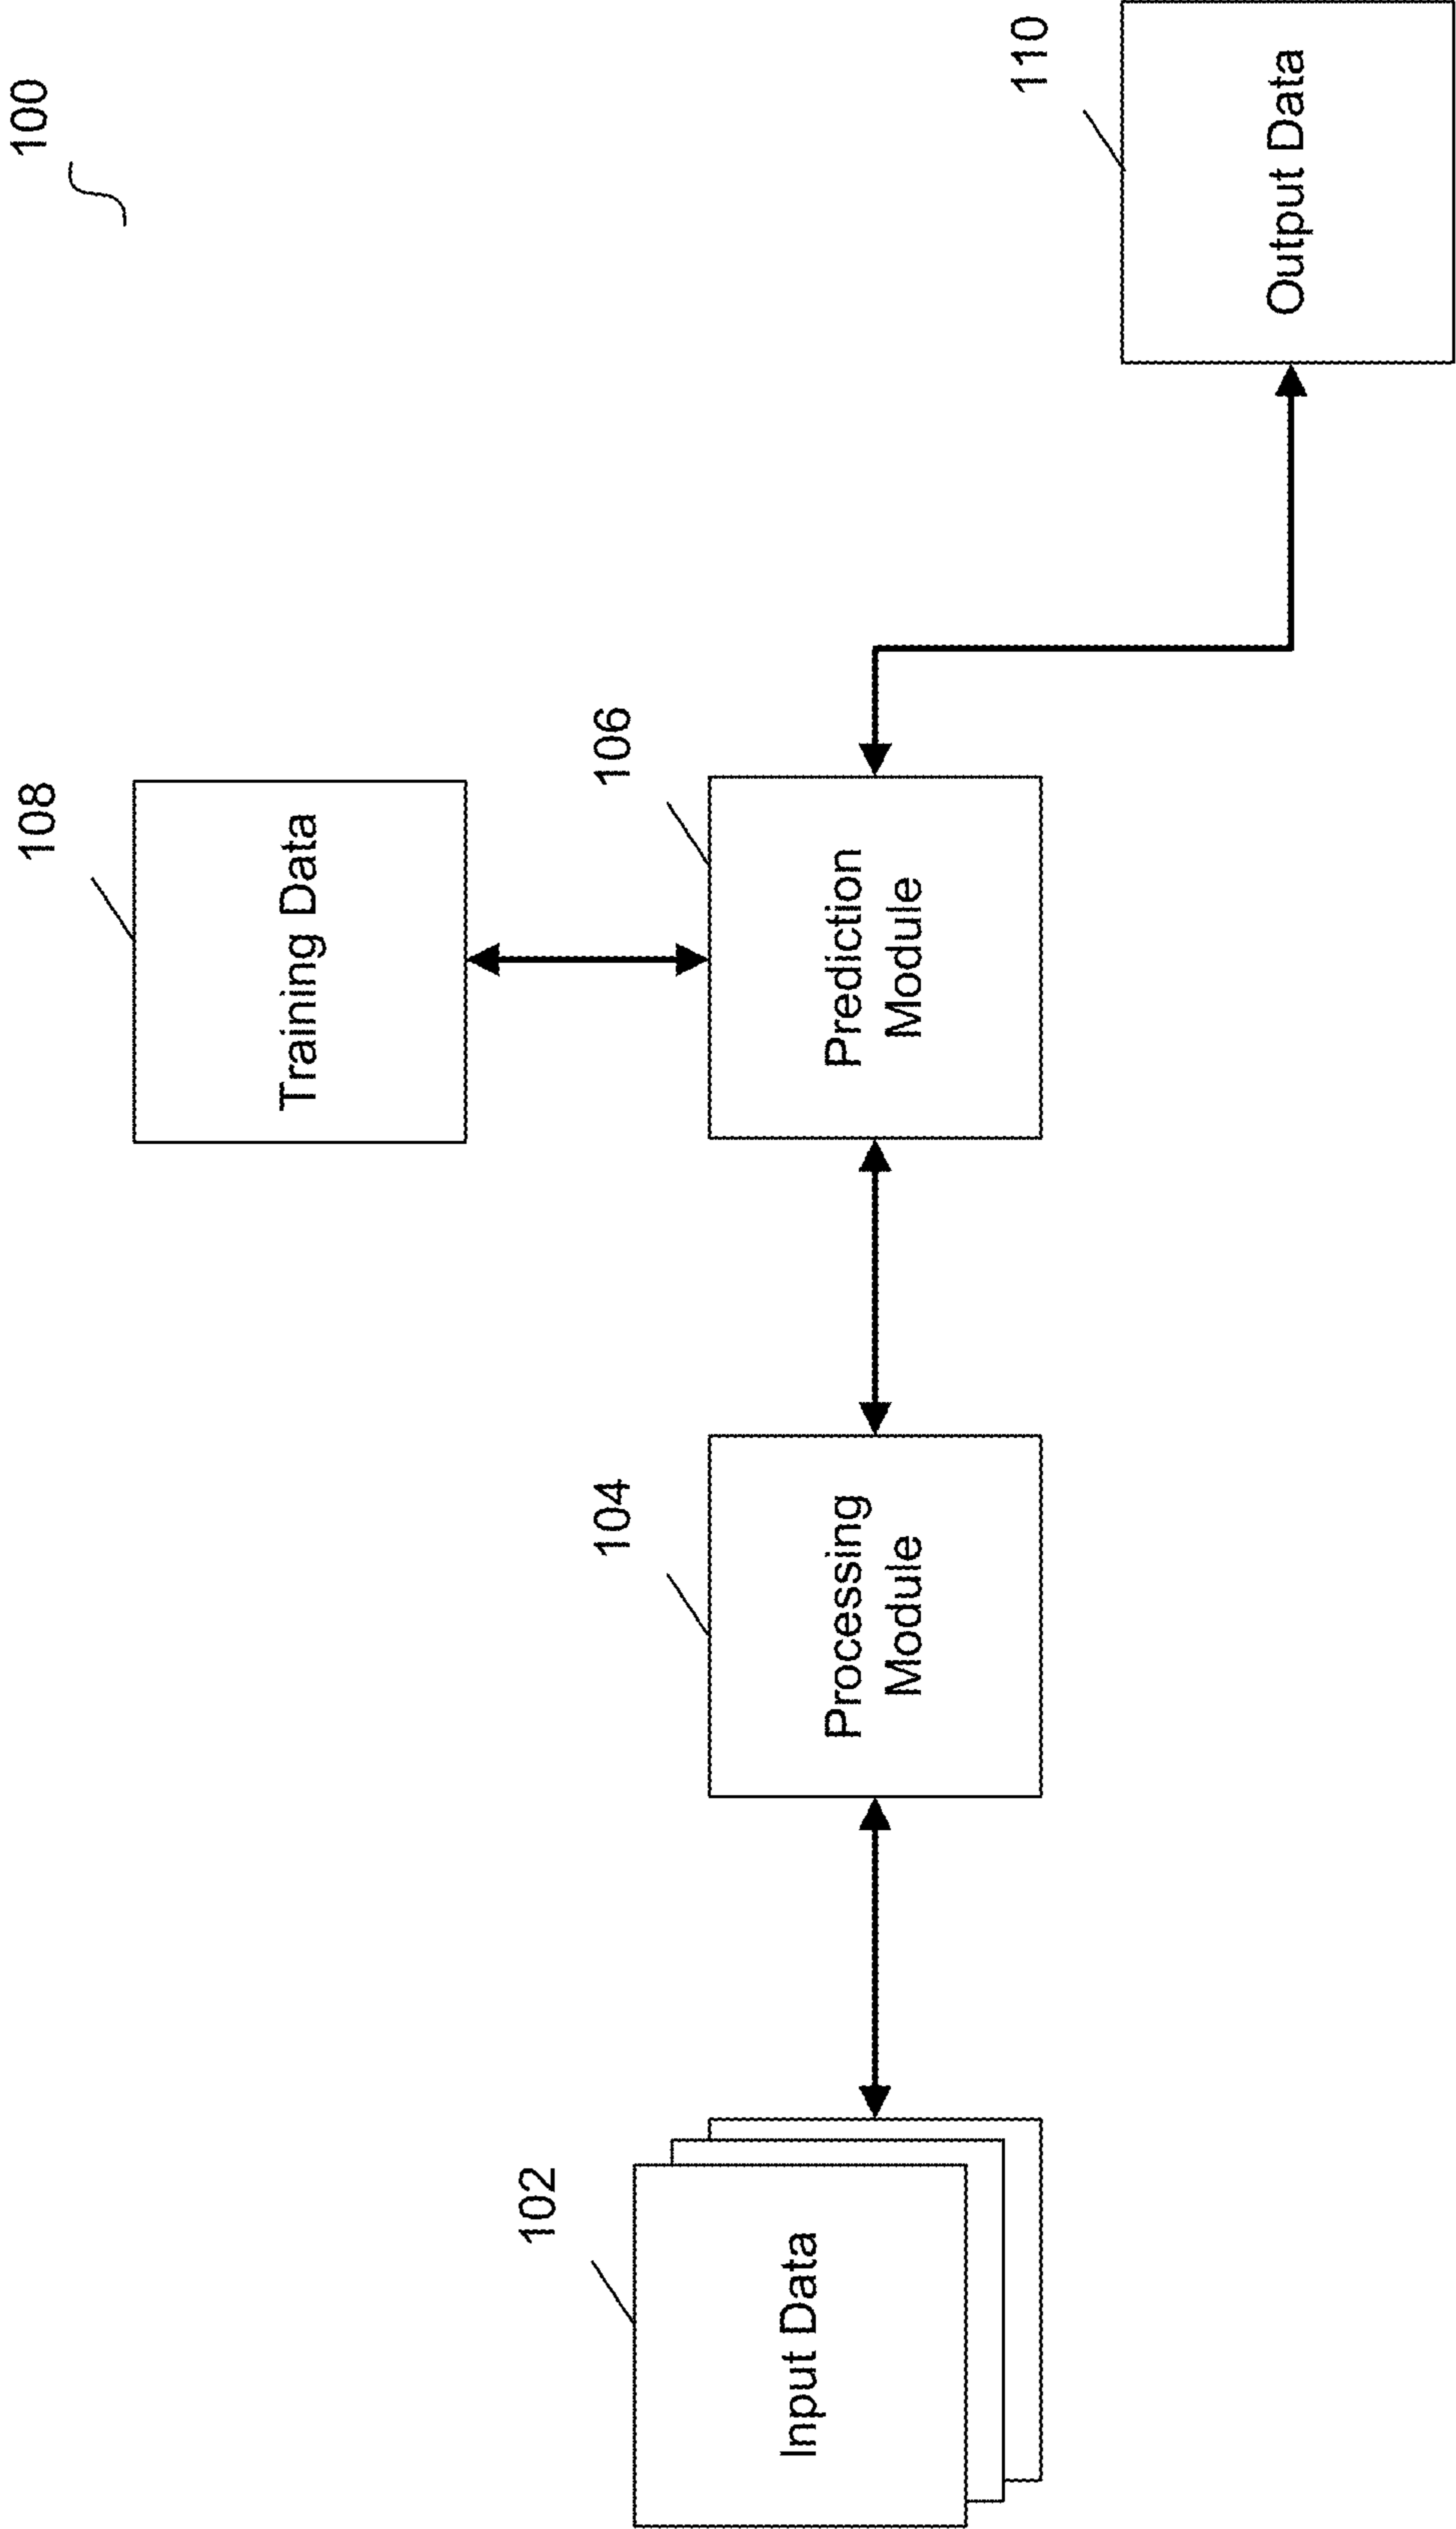 100
108
Training Data
102
Input Data
104
Processing
Module
106
Prediction
Module
110
Output Data